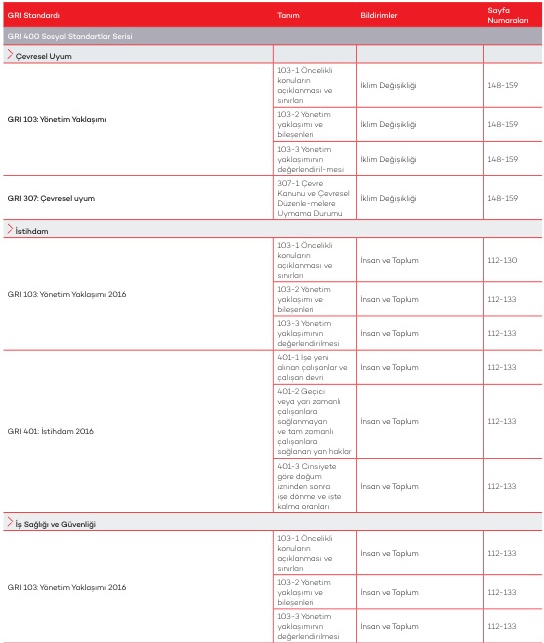 GRI Standardı
Tanım
Bildirimler
Sayfa
Numaraları
GRI 400 Sosyal Standartlar Serisi
Çevresel Uyum
GRI 103: Yönetim Yaklaşımı
103-1 Öncelikli
konuların
açıklanması ve
sınırları
İklim Değişikliği
148-159
103-2 Yönetim
yaklaşımı ve
bileşenleri
İklim Değişikliği
148-159
103-3 Yönetim
yaklaşımının
değerlendiril-mesi
İklim Değişikliği
148-159
GRI 307: Çevresel uyum
307-1 Çevre
Kanunu ve Çevresel
Düzenle-melere
Uymama Durumu
İklim Değişikliği
148-159
İstihdam
GRI 103: Yönetim Yaklaşımı 2016
103-1 Öncelikli
konuların
açıklanması ve
sınırları
İnsan ve Toplum
112-130
103-2 Yönetim
yaklaşımı ve
bileşenleri
İnsan ve Toplum
112-133
103-3 Yönetim
yaklaşımının
değerlendirilmesi
İnsan ve Toplum
112-133
GRI 401: İstihdam 2016
401-1 İşe yeni
alınan çalışanlar ve
çalışan devri
İnsan ve Toplum
112-133
401-2 Geçici
veya yarı zamanlı
çalışanlara
sağlanmayan
ve tam zamanlı
çalışanlara
sağlanan yan haklar
İnsan ve Toplum
112-133
401-3 Cinsiyete
göre doğum
izninden sonra
işe dönme ve işte
kalma oranları
İnsan ve Toplum
112-133
İş Sağlığı ve Güvenliği
GRI 103: Yönetim Yaklaşımı 2016
103-1 Öncelikli
konuların
açıklanması ve
sınırları
İnsan ve Toplum
112-133
103-2 Yönetim
yaklaşımı ve
bileşenleri
İnsan ve Toplum
112-133
103-3 Yönetim
yaklaşımının
değerlendirilmesi
İnsan ve Toplum
112-133